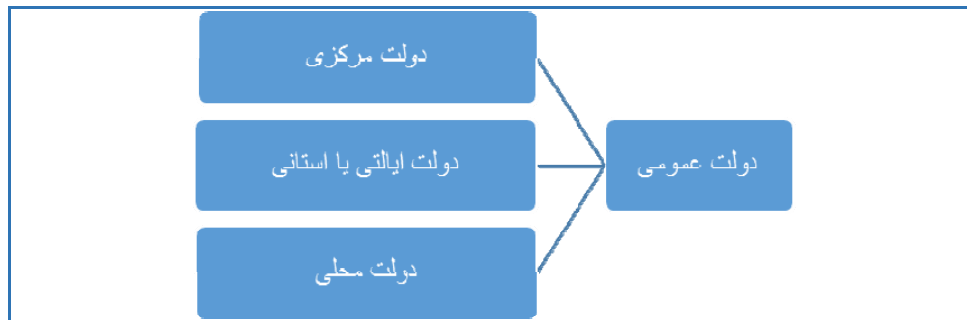 دولت عمومی
دولت مرکزی
دولت ایالتی یا استانی
دولت محلی